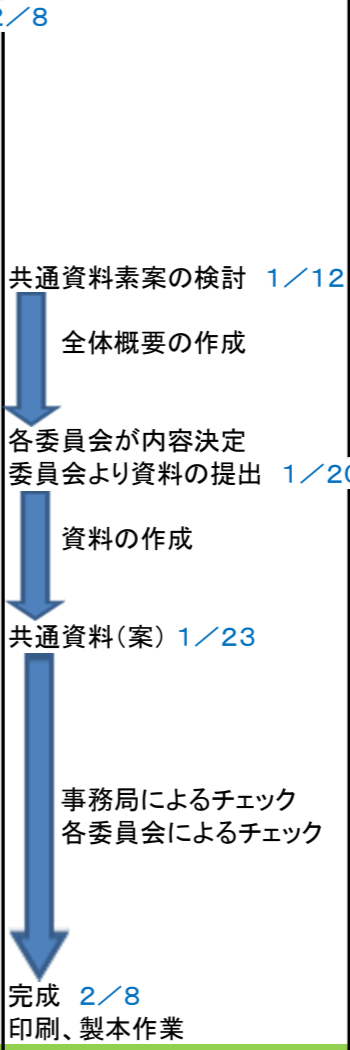 2／8
共通資料素案の検討 1／12
全体概要の作成
各委員会が内容決定
委員会より資料の提出 1／20
資料の作成
共通資料(案) 1／23
事務局によるチェック
各委員会によるチェック
完成 2／8
印刷、製本作業